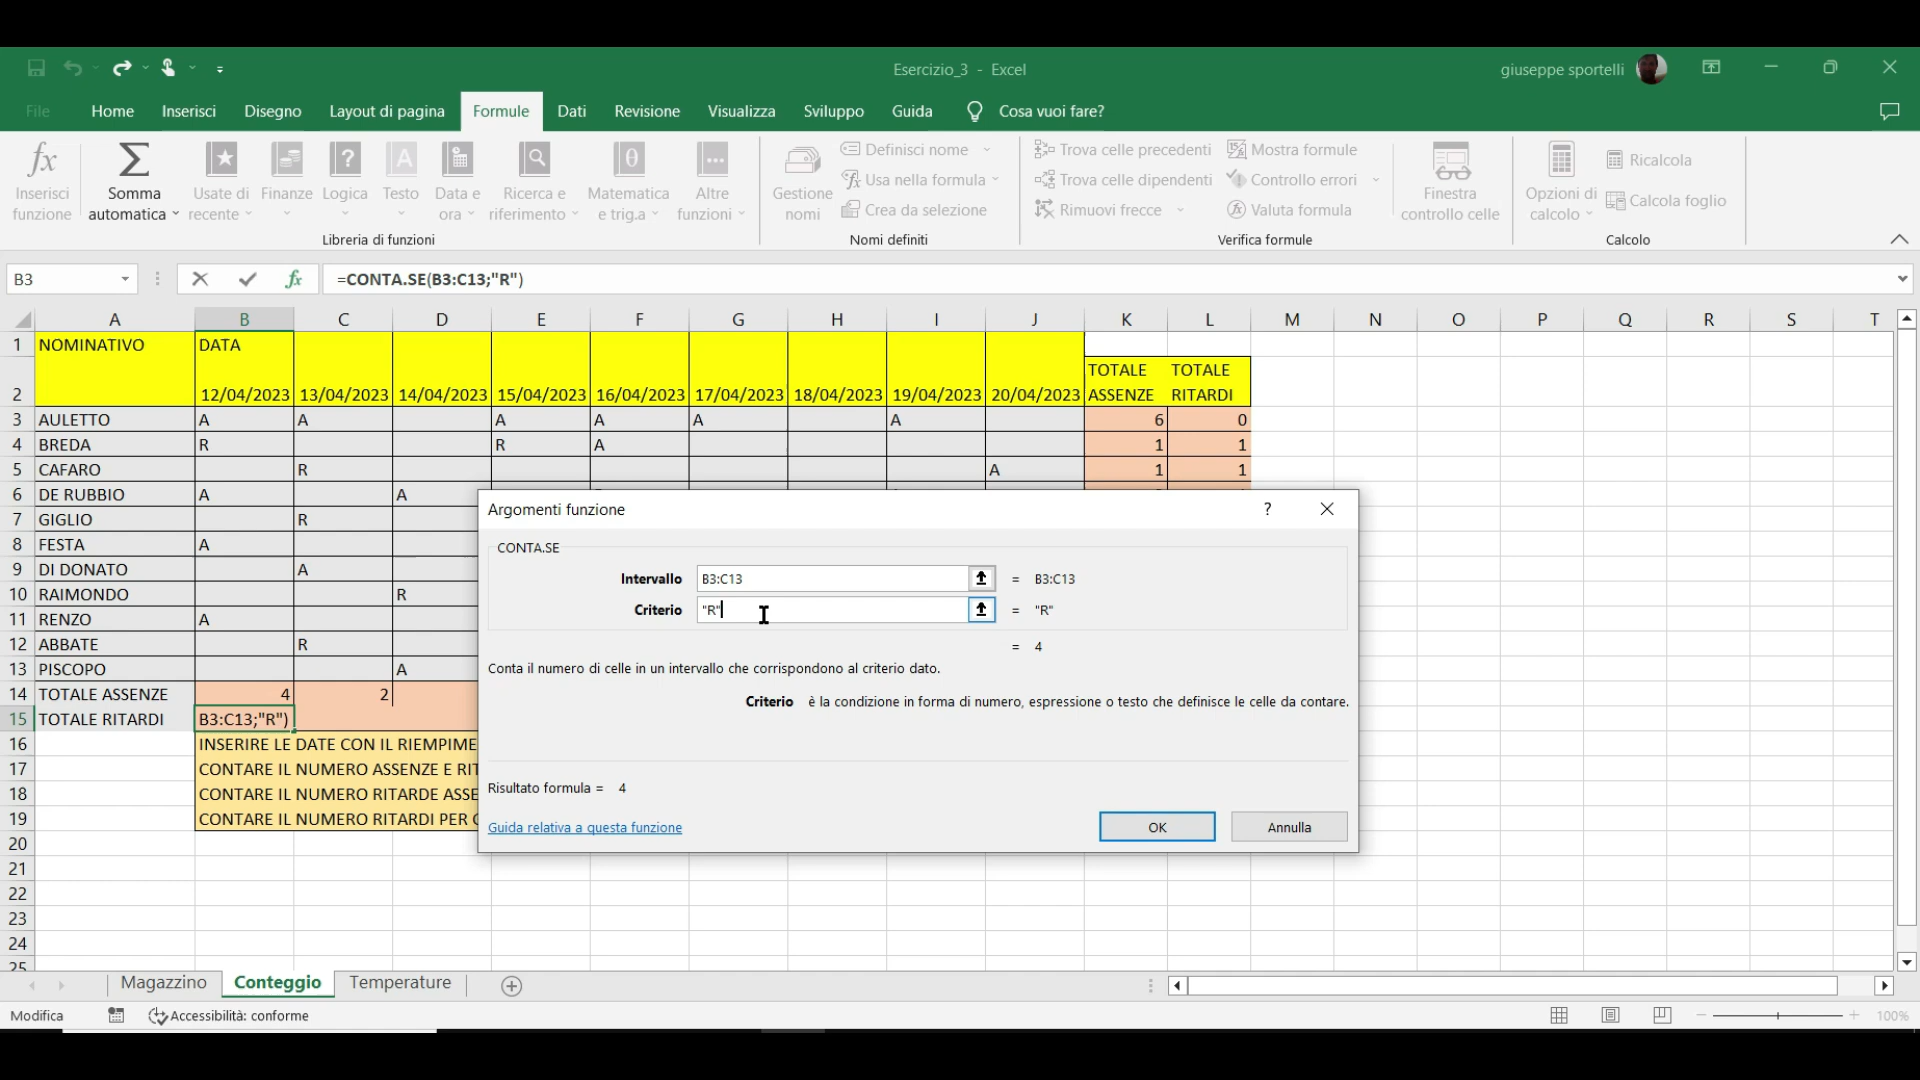 Esercizio_3 - Excel
giuseppe sportelli
File Home Inserisci Disegno Layout di pagina Formule Dati Revisione Visualizza Sviluppo Guida Cosa vuoi fare?
Inserisci funzione
Somma automatica
Usate di recente
Finanze
Logica
Testo
Data e ora
Ricerca e riferimento
Matematica e trig.a
Altre funzioni
Libreria di funzioni
Gestione nomi
Definisci nome
Usa nella formula
Crea da selezione
Nomi definiti
Trova celle precedenti
Trova celle dipendenti
Rimuovi frecce
Mostra formule
Controllo errori
Valuta formula
Finestra controllo celle
Verifica formule
Opzioni di calcolo
Ricalcola
Calcola foglio
Calcolo
B3 fx =CONTA.SE(B3:C13;"R")
A B C D E F G H I J K L M N O P Q R S T
1 NOMINATIVO DATA
TOTALE TOTALE
2 12/04/2023 13/04/2023 14/04/2023 15/04/2023 16/04/2023 17/04/2023 18/04/2023 19/04/2023 20/04/2023 ASSENZE RITARDI
3 AULETTO A A A A A A 6 0
4 BREDA R R A 1 1
5 CAFARO R A 1 1
6 DE RUBBIO A A
7 GIGLIO R
8 FESTA A
9 DI DONATO A
10 RAIMONDO R
11 RENZO A
12 ABBATE R
13 PISCOPO A
14 TOTALE ASSENZE 4 2
15 TOTALE RITARDI B3:C13;"R")
16 INSERIRE LE DATE CON IL RIEMPIME
17 CONTARE IL NUMERO ASSENZE E RIT
18 CONTARE IL NUMERO RITARDE ASSE
19 CONTARE IL NUMERO RITARDI PER
20
21
22
23
24
25
Argomenti funzione ?
CONTA.SE
Intervallo B3:C13 = B3:C13
Criterio "R" = "R"
= 4
Conta il numero di celle in un intervallo che corrispondono al criterio dato.
Criterio è la condizione in forma di numero, espressione o testo che definisce le celle da contare.
Risultato formula = 4
Guida relativa a questa funzione
OK Annulla
Magazzino Conteggio Temperature
Modifica Accessibilità: conforme 100%